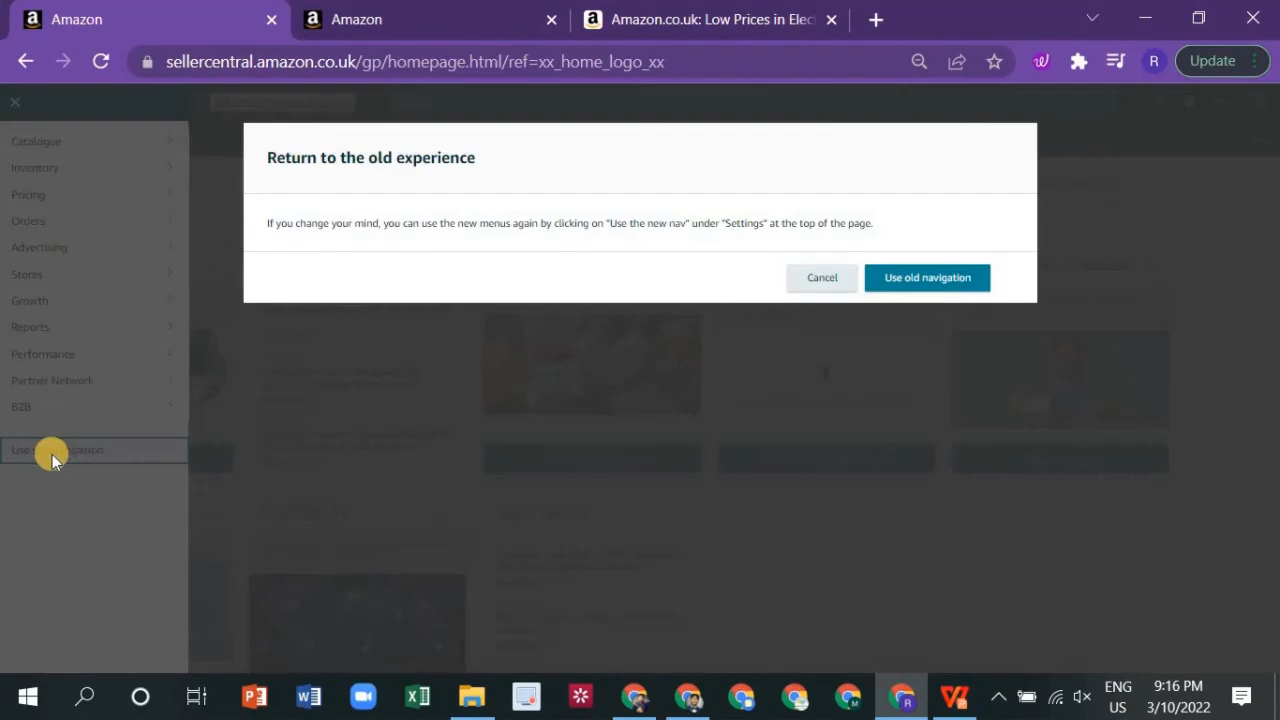 Amazon
Amazon
Amazon.co.uk: Low Prices in Elec
sellercentral.amazon.co.uk/gp/homepage.html/ref=xx_home_logo_xx
R
Update
Catalogue
Inventory
Pricing
Orders
Advertising
Stores
Growth
Reports
Performance
Partner Network
B2B
Use
Return to the old experience
If you change your mind, you can use the new menus again by clicking on "Use the new nav" under "Settings" at the top of the page.
Cancel
Use old navigation
ENG
US
9:16 PM
3/10/2022